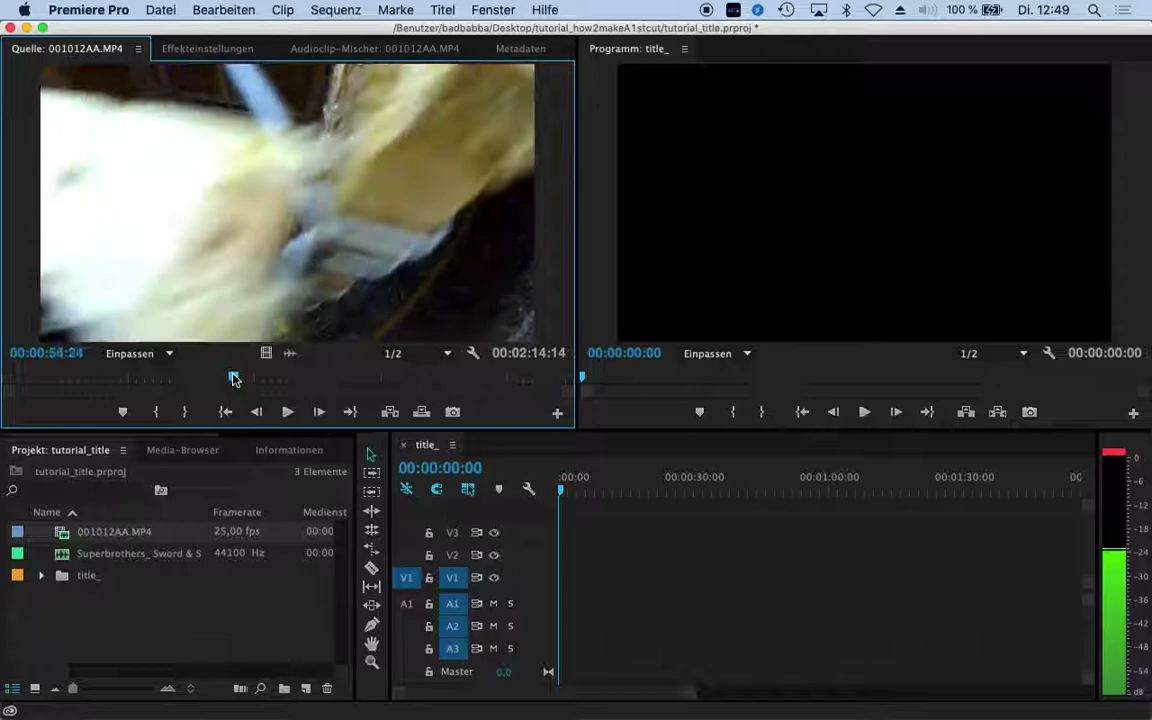 Premiere Pro Datei Bearbeiten Clip Sequenz Marke Titel Fenster Hilfe 100 % Di. 12:49
/Benutzer/badbabba/Desktop/tutorial_how2makeA1stcut/tutorial_title.prproj *
Quelle: 001012AA.MP4 Effekteinstellungen Audioclip-Mischer: 001012AA.MP4 Metadaten Programm: title_
00:00:54:24 Einpassen 1/2 00:02:14:14 00:00:00:00 Einpassen 1/2 00:00:00:00
Projekt: tutorial_title Media-Browser Informationen × title_
tutorial_title.prproj 3 Elemente 00:00:00:00
:00:00 00:00:30:00 00:01:00:00 00:01:30:00 00:
Name Framerate Medienst
001012AA.MP4 25,00 fps 00:00
Superbrothers_ Sword & S 44100 Hz 00:00
title_
V3
V2
V1 V1
A1 A1 M S
A2 M S
A3 M S
Master 0,0
0
-6
-12
-18
-24
-30
-36
-42
-48
-54
dB